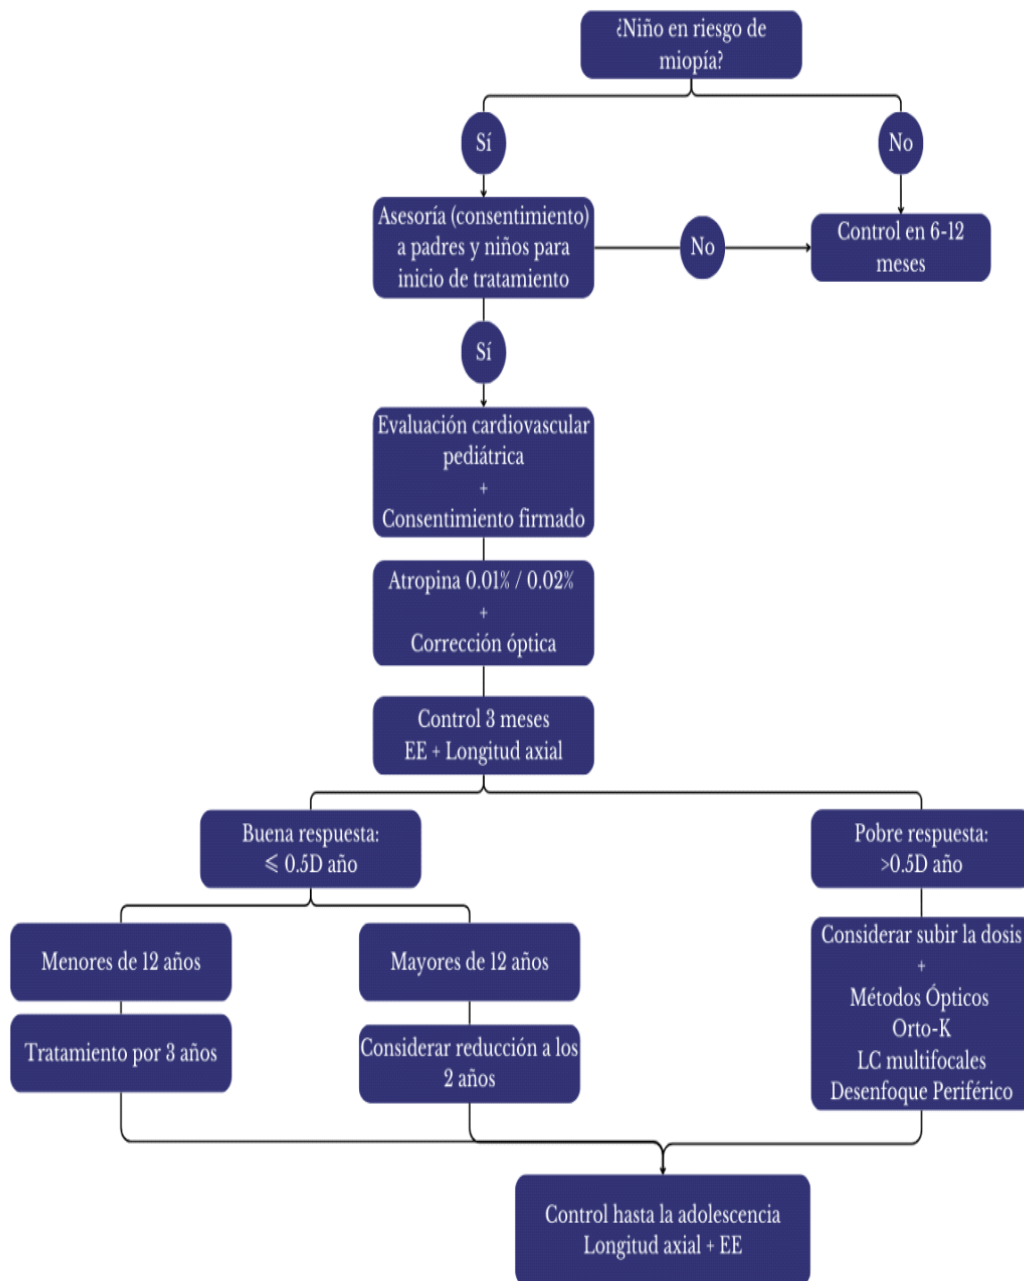 ¿Niño en riesgo de
miopía?
Sí
No
Asesoría (consentimiento)
a padres y niños para
inicio de tratamiento
No
Control en 6-12
meses
Sí
Evaluación cardiovascular
pediátrica
+
Consentimiento firmado
Atropina 0.01% / 0.02%
+
Corrección óptica
Control 3 meses
EE + Longitud axial
Buena respuesta:
⩽ 0.5D año
Pobre respuesta:
>0.5D año
Menores de 12 años
Mayores de 12 años
Considerar subir la dosis
+
Métodos Ópticos
Orto-K
LC multifocales
Desenfoque Periférico
Tratamiento por 3 años
Considerar reducción a los
2 años
Control hasta la adolescencia
Longitud axial + EE